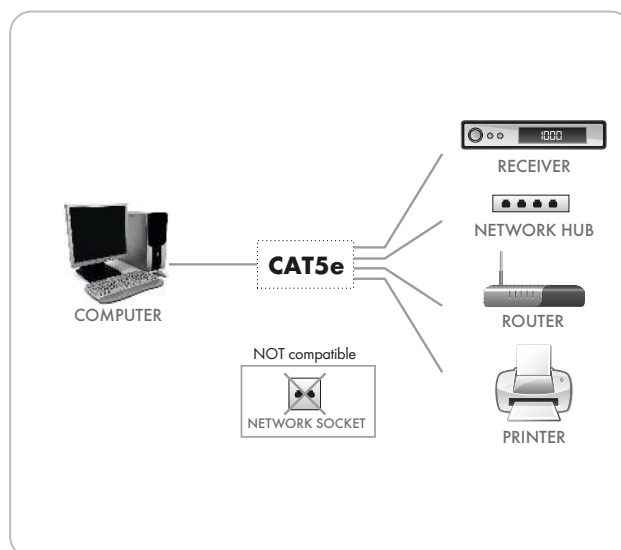 1000
RECEIVER
NETWORK HUB
CAT5e
COMPUTER
ROUTER
NOT compatible
NETWORK SOCKET
PRINTER